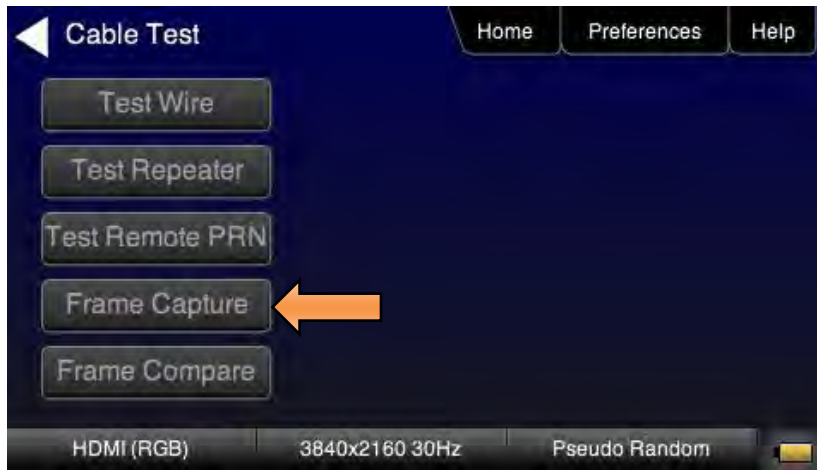 Cable Test
Home
Preferences
Help
Test Wire
Test Repeater
Test Remote PRN
Frame Capture
Frame Compare
HDMI (RGB)
3840x2160 30Hz
Pseudo Random